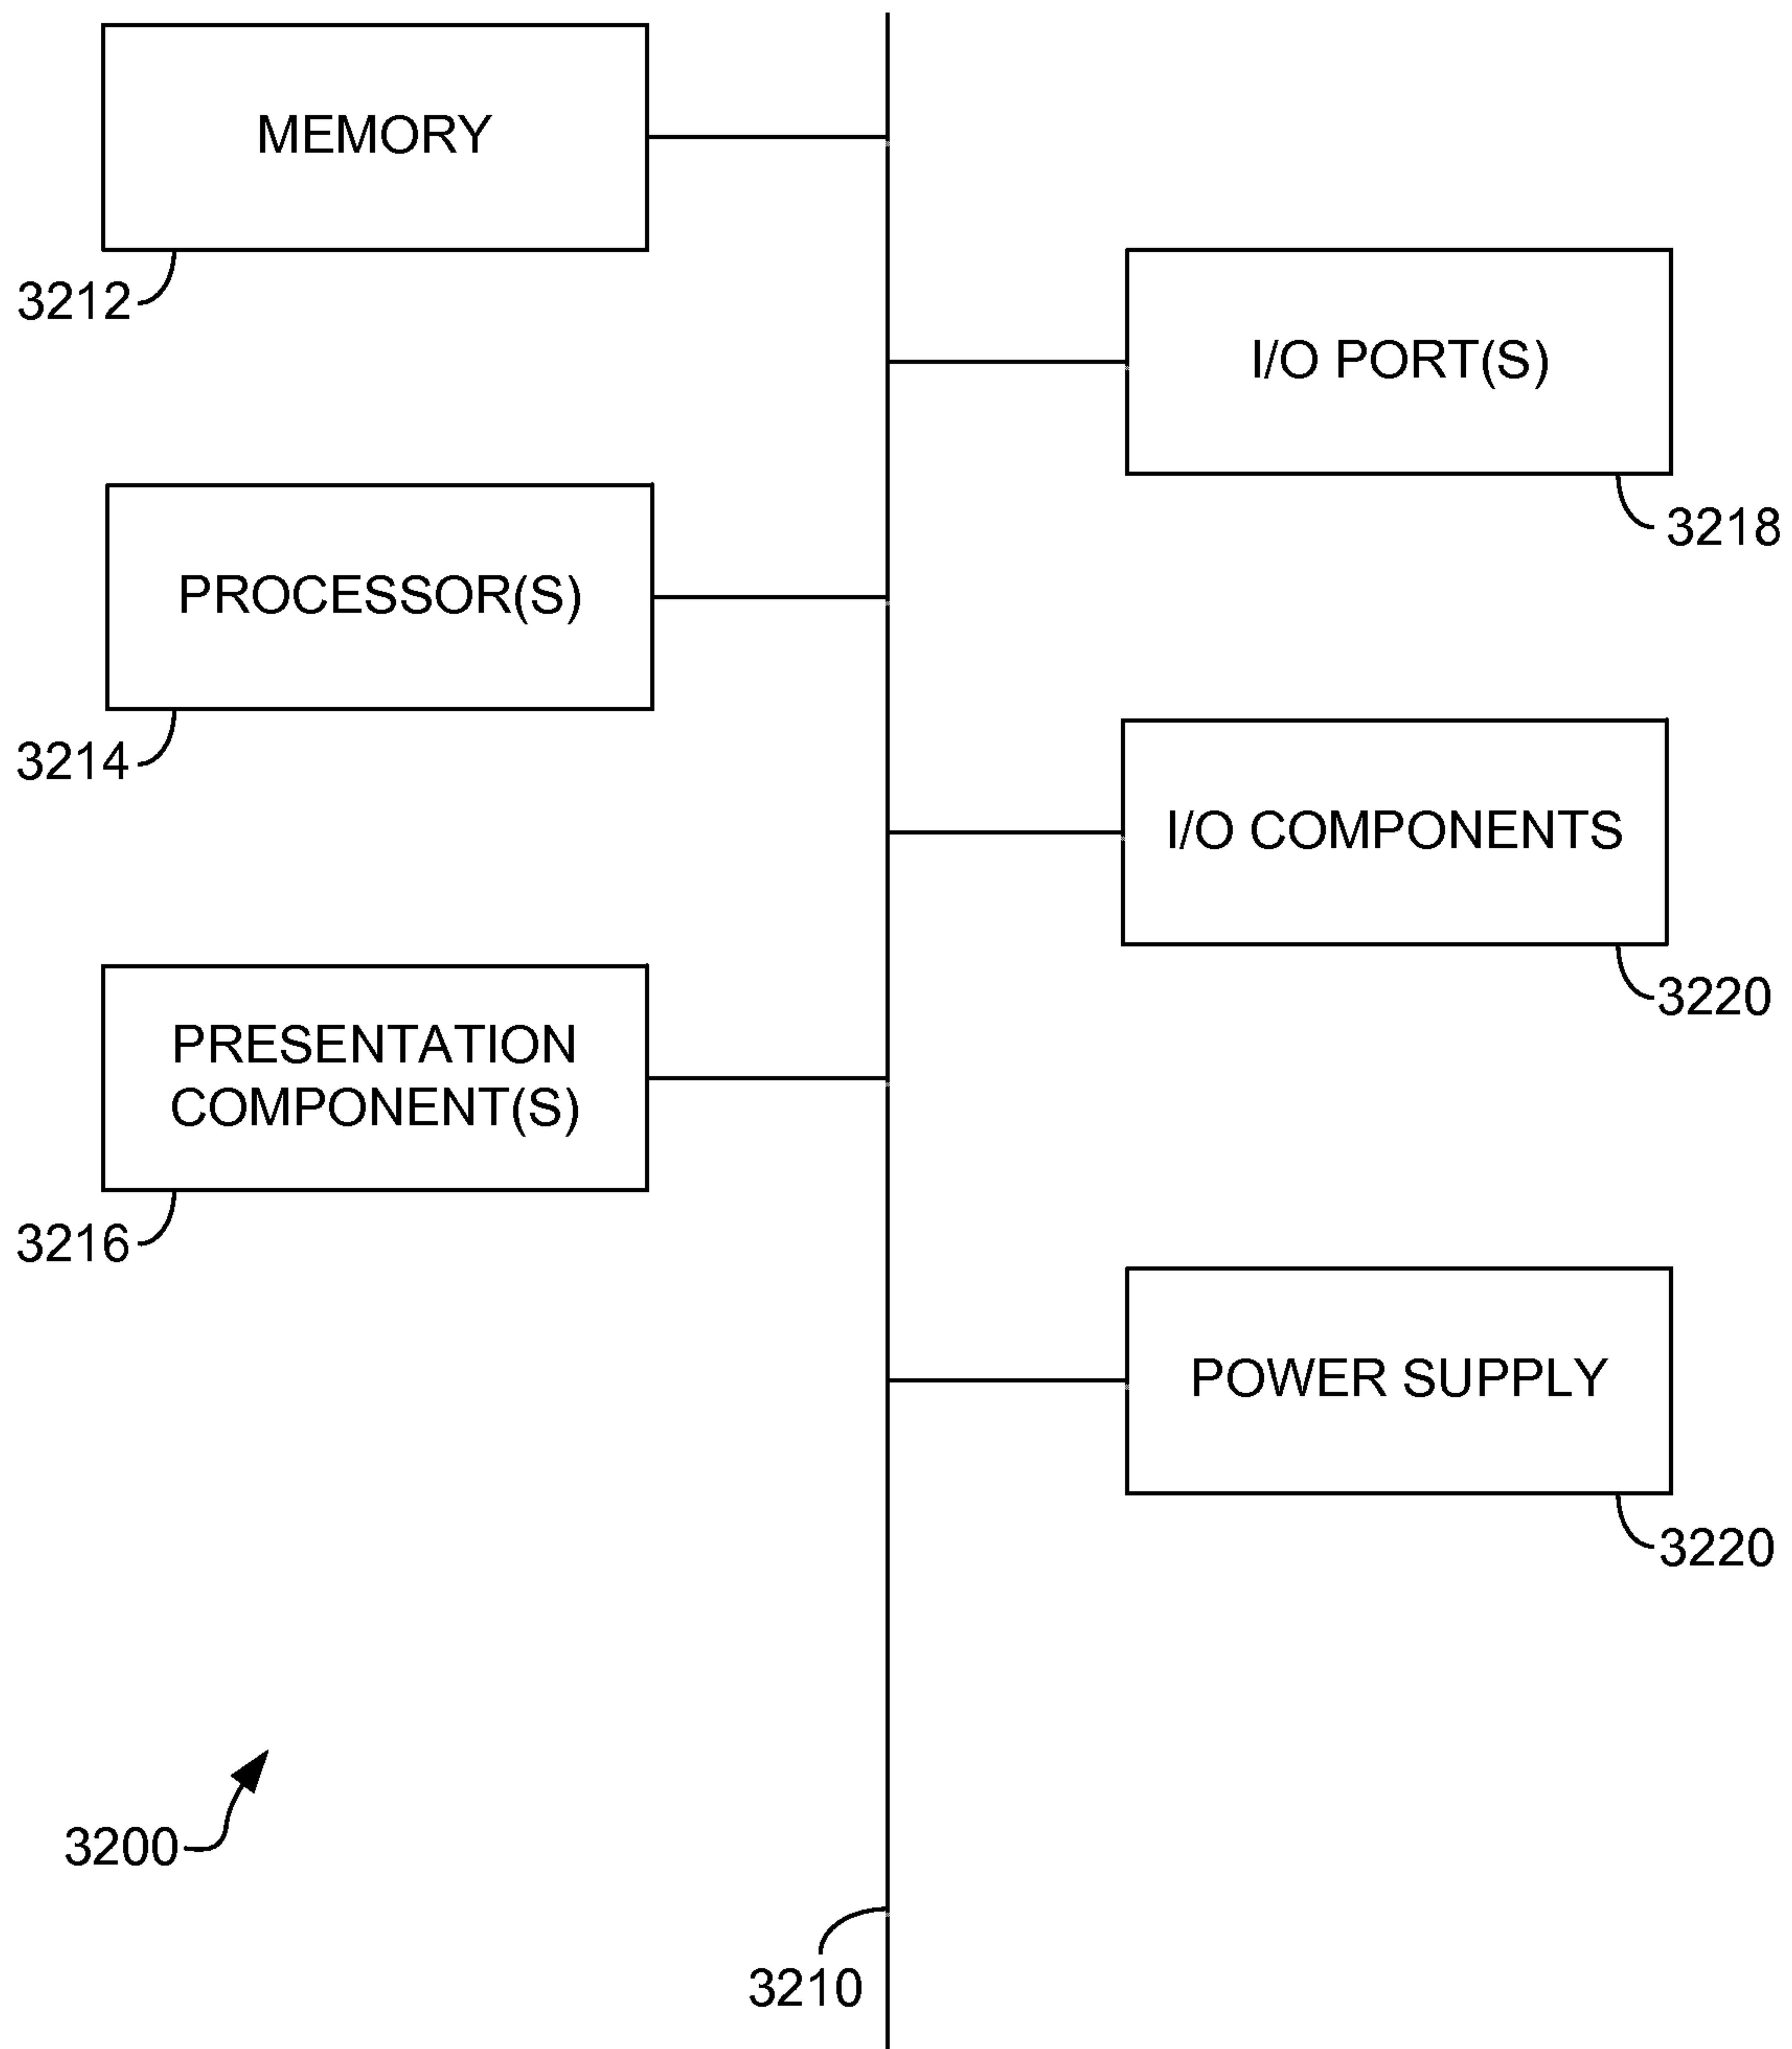 MEMORY
3212
I/O PORT(S)
3218
PROCESSOR(S)
3214
I/O COMPONENTS
3220
PRESENTATION
COMPONENT(S)
3216
POWER SUPPLY
3220
3200
3210